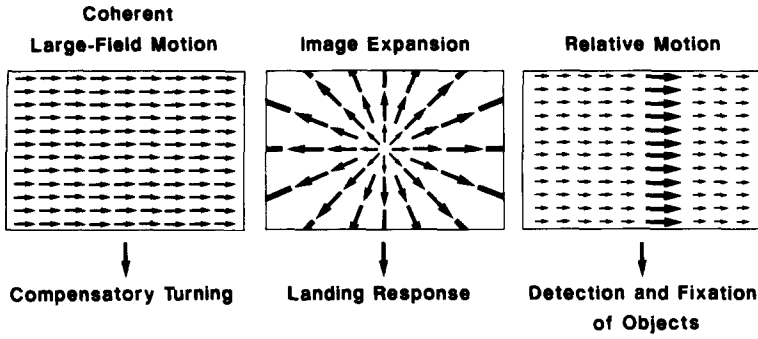 Coherent
Large-Field Motion
Image Expansion
Relative Motion
Compensatory Turning
Landing Response
Detection and Fixation
of Objects